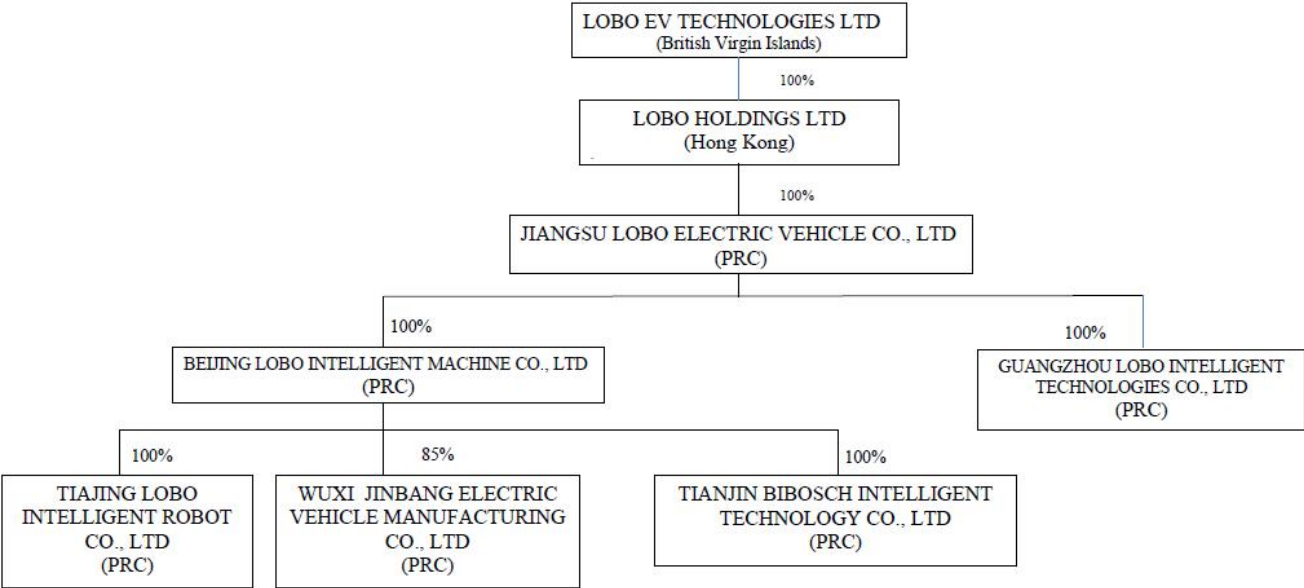 LOBO EV TECHNOLOGIES LTD
(British Virgin Islands)
100%
LOBO HOLDINGS LTD
(Hong Kong)
100%
JIANGSU LOBO ELECTRIC VEHICLE CO., LTD
(PRC)
100%
100%
BEIJING LOBO INTELLIGENT MACHINE CO., LTD
(PRC)
GUANGZHOU LOBO INTELLIGENT
TECHNOLOGIES CO., LTD
(PRC)
100%
85%
100%
TIAJING LOBO
INTELLIGENT ROBOT
CO., LTD
(PRC)
WUXI JINBANG ELECTRIC
VEHICLE MANUFACTURING
CO., LTD
(PRC)
TIANJIN BIBOSCH INTELLIGENT
TECHNOLOGY CO., LTD
(PRC)